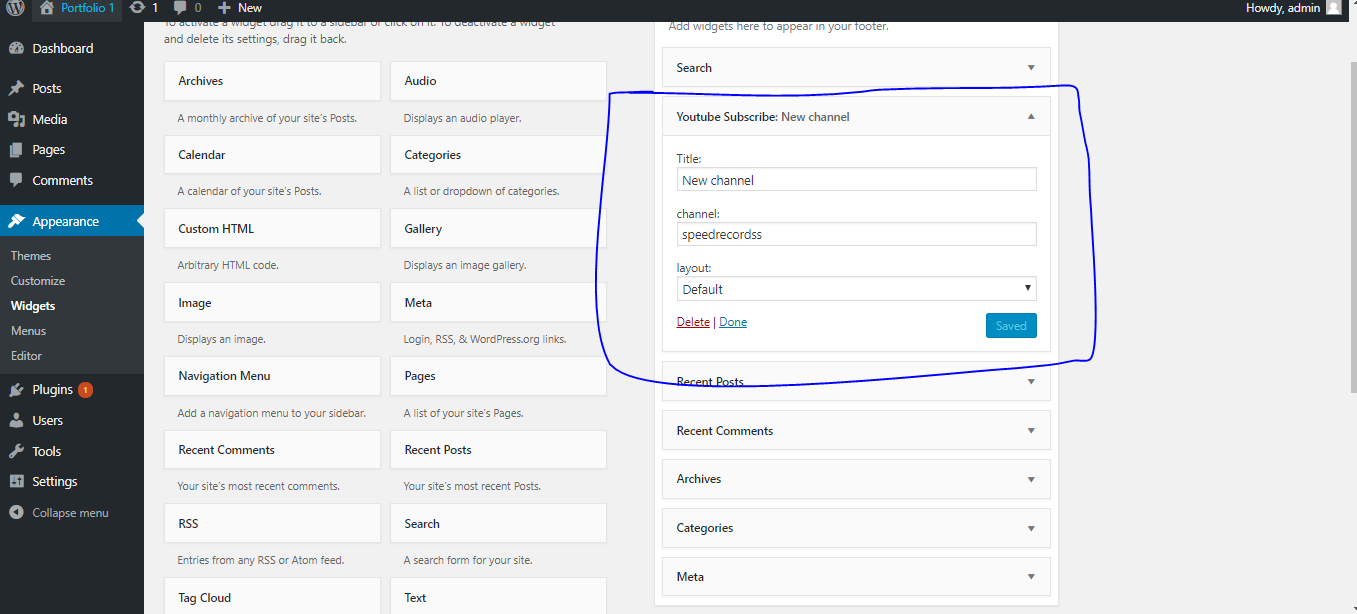 Portfolio 1 1 0 New Howdy, admin
Dashboard
Posts
Media
Pages
Comments
Appearance
Themes
Customize
Widgets
Menus
Editor
Plugins 1
Users
Tools
Settings
Collapse menu
To activate a widget drag it to a sidebar or click on it. To deactivate a widget
and delete its settings, drag it back.
Archives
A monthly archive of your site's Posts.
Audio
Displays an audio player.
Calendar
A calendar of your site's Posts.
Categories
A list or dropdown of categories.
Custom HTML
Arbitrary HTML code.
Gallery
Displays an image gallery.
Image
Displays an image.
Meta
Login, RSS, & WordPress.org links.
Navigation Menu
Add a navigation menu to your sidebar.
Pages
A list of your site's Pages.
Recent Comments
Your site's most recent comments.
Recent Posts
Your site's most recent Posts.
RSS
Entries from any RSS or Atom feed.
Search
A search form for your site.
Tag Cloud
Text
Add widgets here to appear in your footer.
Search
Youtube Subscribe: New channel
Title:
New channel
channel:
speedrecordss
layout:
Default
Delete | Done
Saved
Recent Posts
Recent Comments
Archives
Categories
Meta